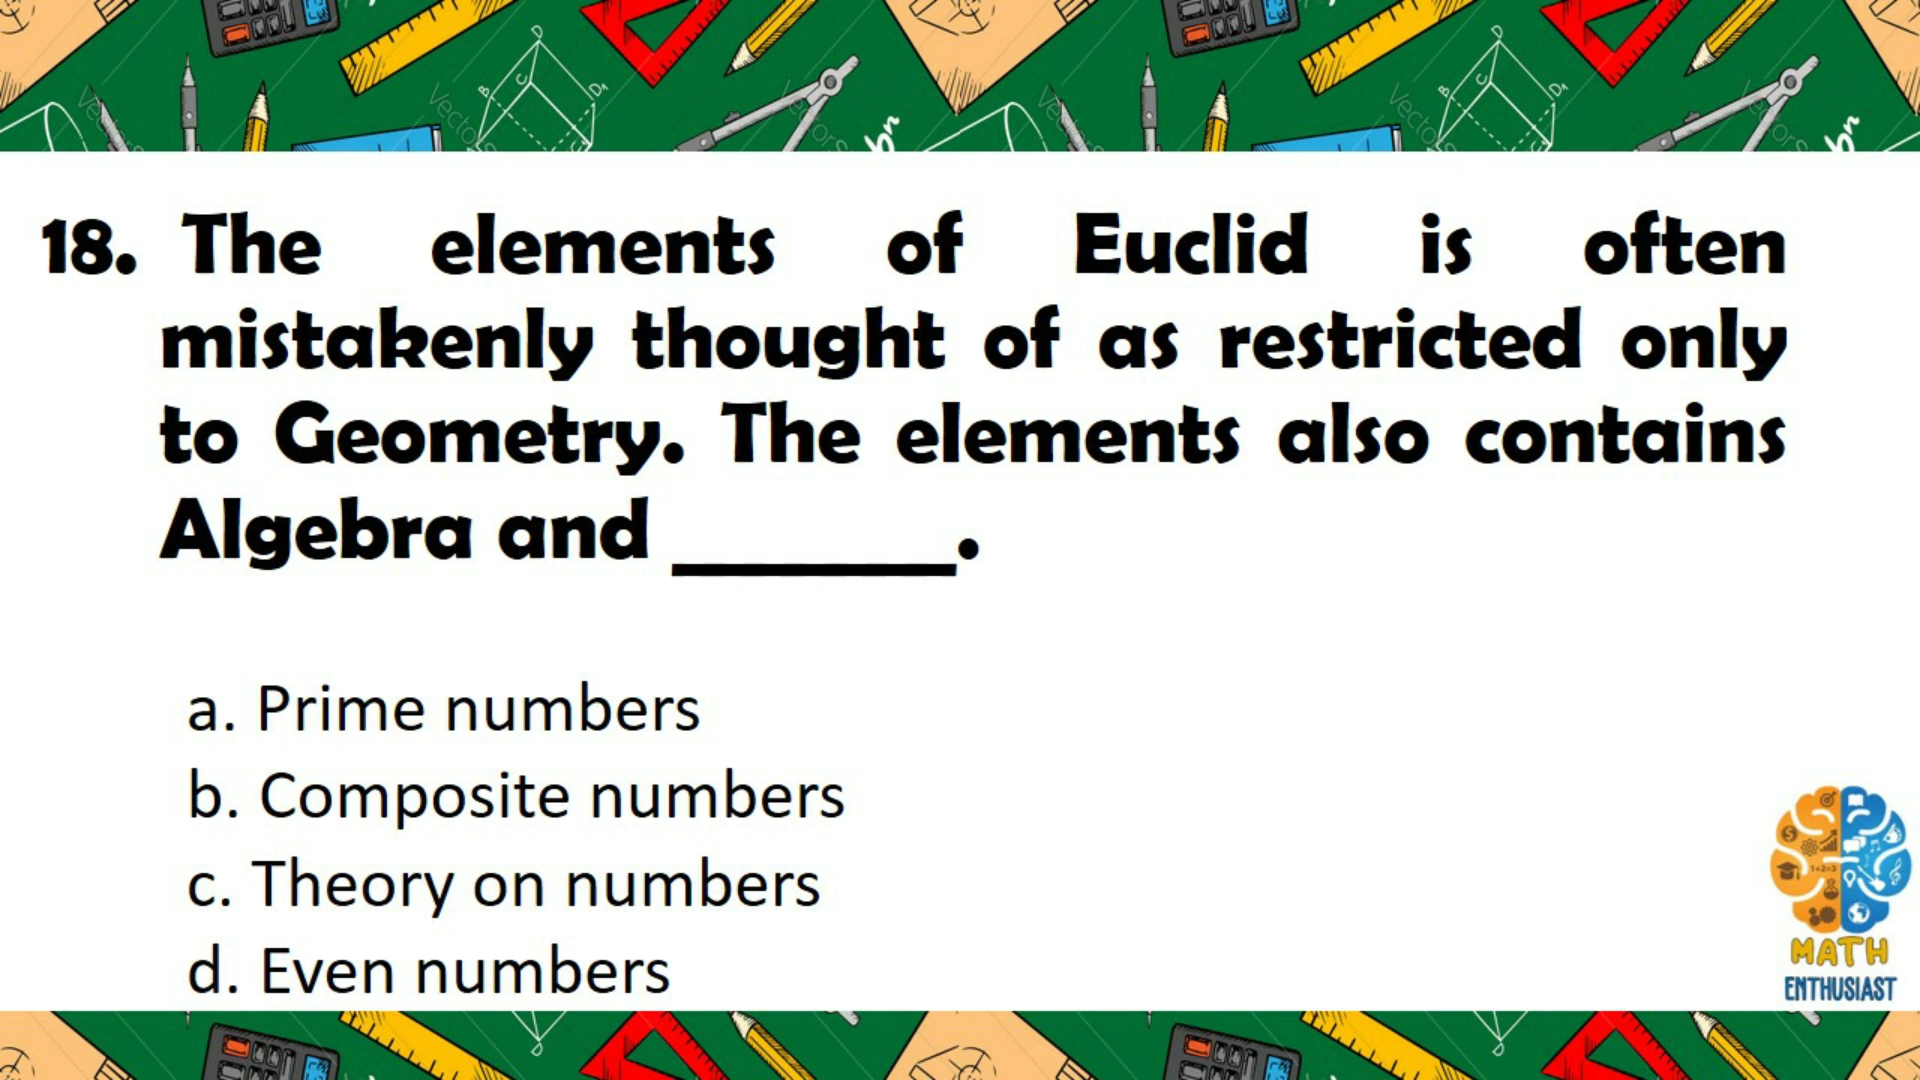 18. The elements of Euclid is often
mistakenly thought of as restricted only
to Geometry. The elements also contains
Algebra and ________.
a. Prime numbers
b. Composite numbers
c. Theory on numbers
d. Even numbers
MATH
ENTHUSIAST